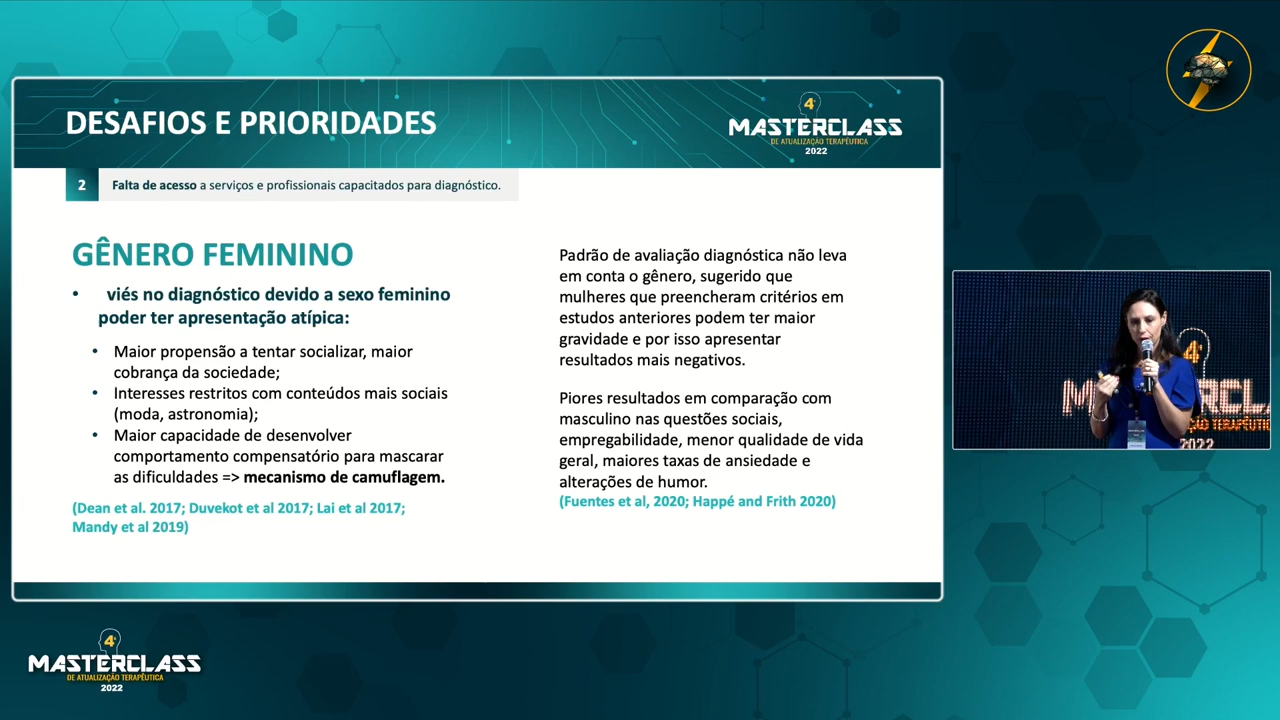 DESAFIOS E PRIORIDADES
4ª
MASTERCLASS
DE ATUALIZAÇÃO TERAPÊUTICA
2022
2
Falta de acesso a serviços e profissionais capacitados para diagnóstico.
GÊNERO FEMININO
• viés no diagnóstico devido a sexo feminino
poder ter apresentação atípica:
• Maior propensão a tentar socializar, maior
cobrança da sociedade;
• Interesses restritos com conteúdos mais sociais
(moda, astronomia);
• Maior capacidade de desenvolver
comportamento compensatório para mascarar
as dificuldades => mecanismo de camuflagem.
(Dean et al. 2017; Duvekot et al 2017; Lai et al 2017;
Mandy et al 2019)
Padrão de avaliação diagnóstica não leva
em conta o gênero, sugerido que
mulheres que preencheram critérios em
estudos anteriores podem ter maior
gravidade e por isso apresentar
resultados mais negativos.
Piores resultados em comparação com
masculino nas questões sociais,
empregabilidade, menor qualidade de vida
geral, maiores taxas de ansiedade e
alterações de humor.
(Fuentes et al, 2020; Happé and Frith 2020)
4ª
MASTERCLASS
DE ATUALIZAÇÃO TERAPÊUTICA
2022